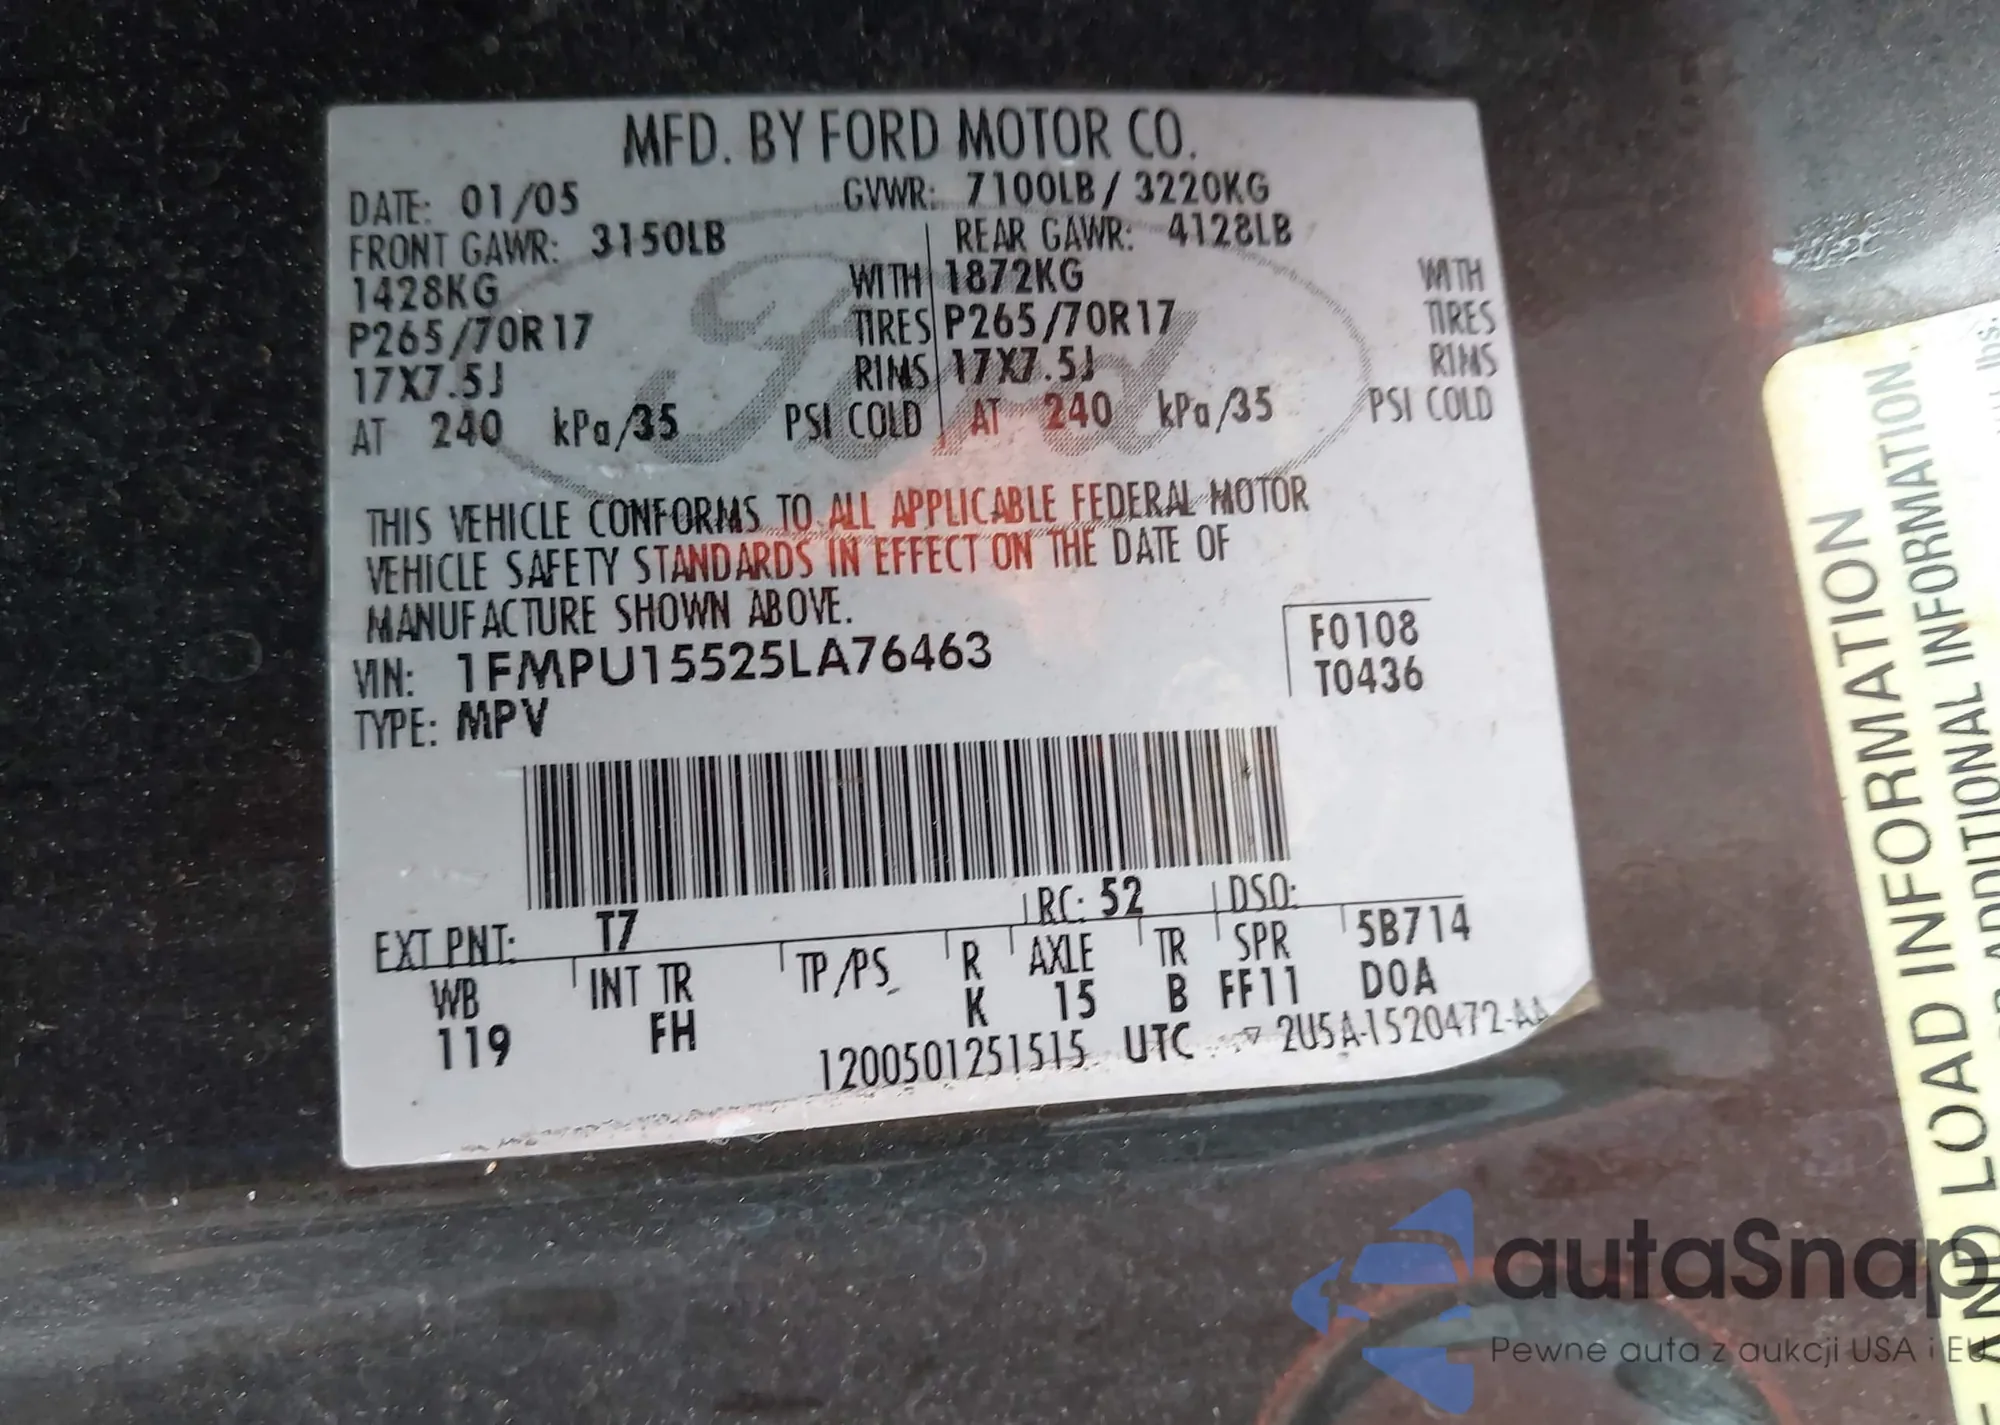 MFD. BY FORD MOTOR CO.
DATE: 01/05 GVWR: 7100LB / 3220KG
FRONT GAWR: 3150LB REAR GAWR: 4128LB
1428KG WITH 1872KG WITH
P265/70R17 TIRES P265/70R17 TIRES
17X7.5J RIMS 17X7.5J RIMS
AT 240 kPa/35 PSI COLD AT 240 kPa/35 PSI COLD
Ford
THIS VEHICLE CONFORMS TO ALL APPLICABLE FEDERAL MOTOR
VEHICLE SAFETY STANDARDS IN EFFECT ON THE DATE OF
MANUFACTURE SHOWN ABOVE.
VIN: 1FMPU15525LA76463
F0108
T0436
TYPE: MPV
EXT PNT: T7 RC: 52 DSO:
WB INT TR TP/PS R AXLE TR SPR 5B714
119 FH K 15 B FF11 DOA
1200501251515 UTC 2U5A-1520472-AA
AND LOAD INFORMATION
ADDITIONAL INFORMATION
lbs.
autaSnap
Pewne auta z aukcji USA i EU